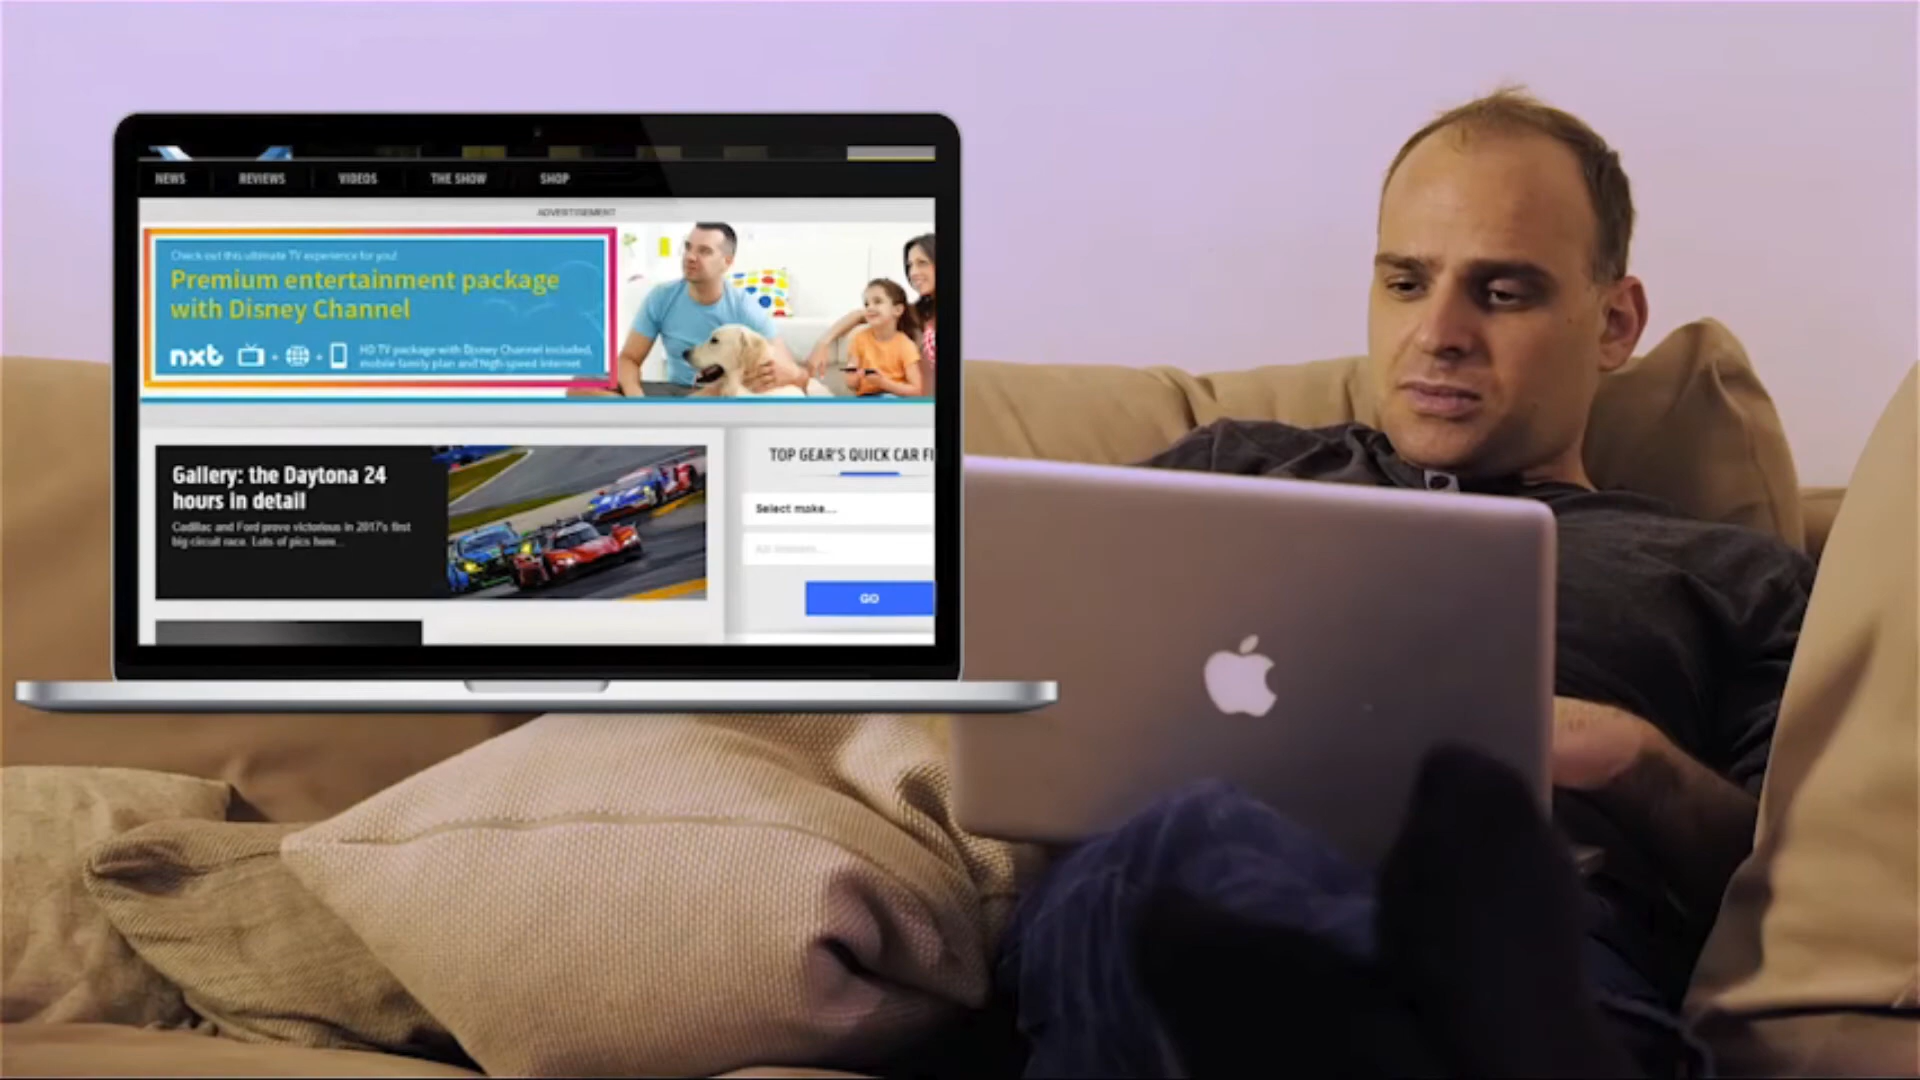 NEWS
REVIEWS
VIDEOS
THE SHOW
SHOP
ADVERTISEMENT
Check out this ultimate TV experience for you!
Premium entertainment package
with Disney Channel
nxt
HD TV package with Disney Channel included,
mobile family plan and high-speed internet
Gallery: the Daytona 24
hours in detail
Cadillac and Ford prove victorious in 2017's first
big-circuit race. Lots of pics here...
TOP GEAR'S QUICK CAR FI
Select make...
GO